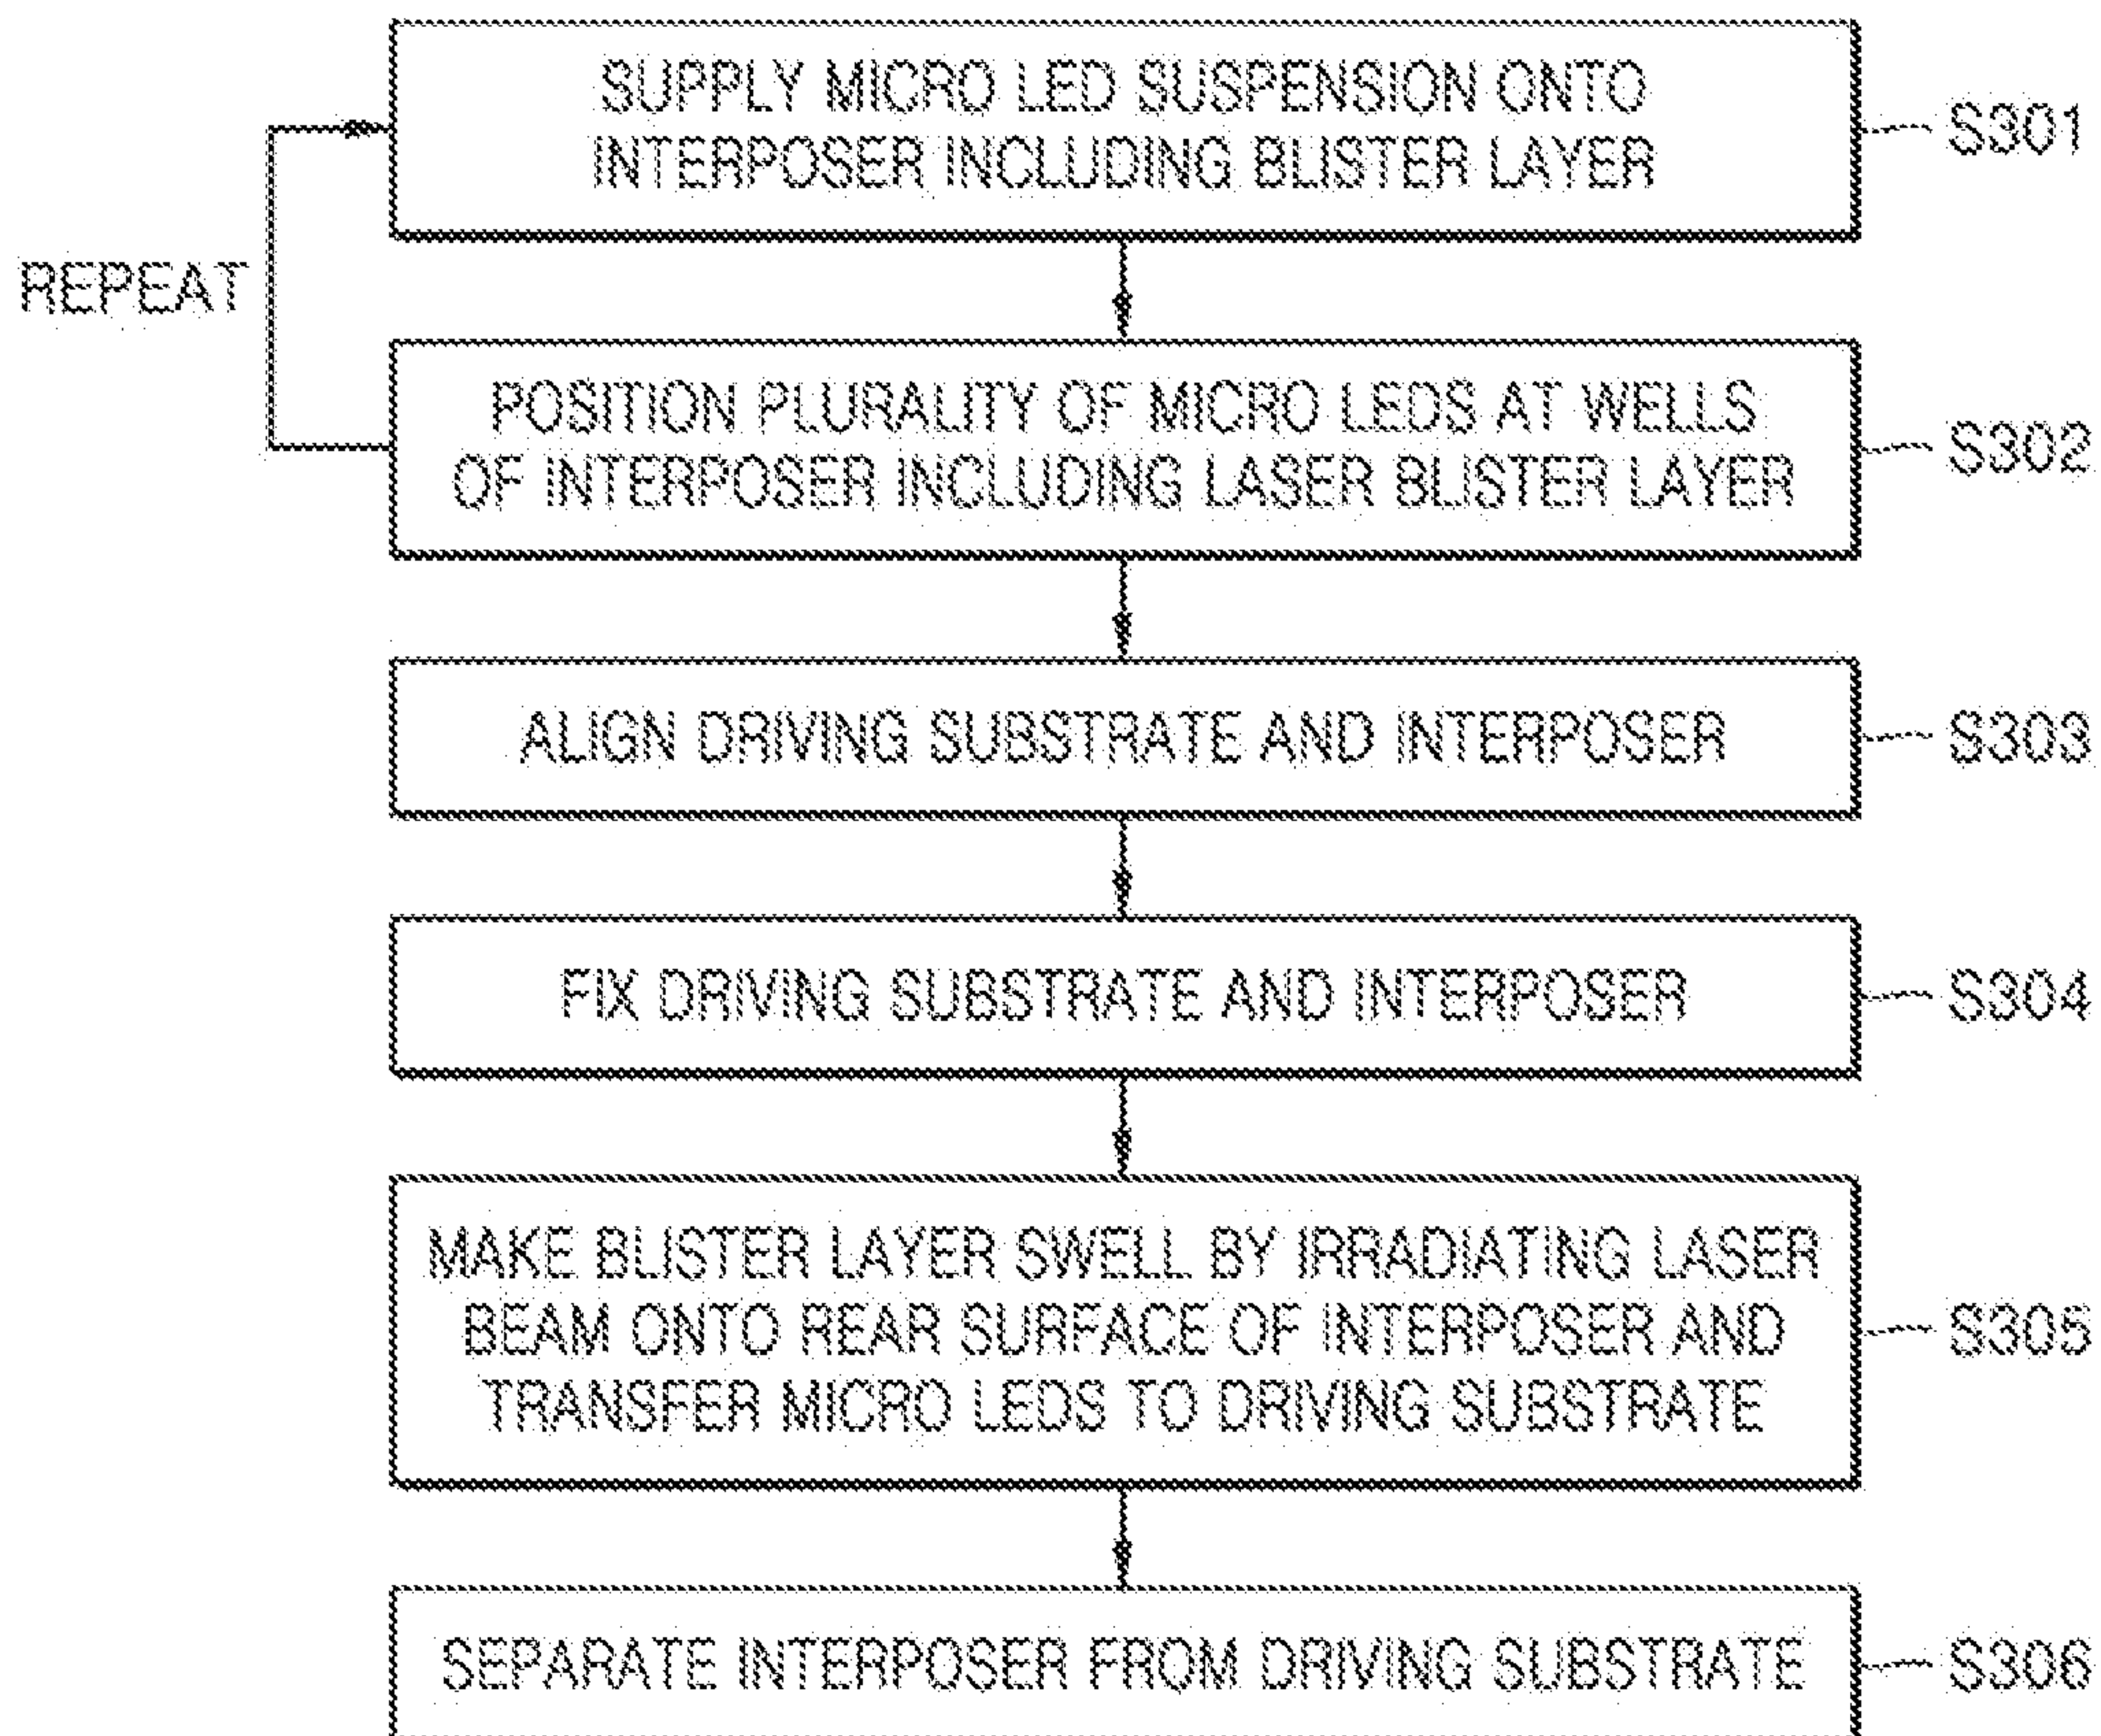 SUPPLY MICRO LED SUSPENSION ONTO
INTERPOSER INCLUDING BLISTER LAYER
S301
REPEAT
POSITION PLURALITY OF MICRO LEDS AT WELLS
OF INTERPOSER INCLUDING LASER BLISTER LAYER
S302
ALIGN DRIVING SUBSTRATE AND INTERPOSER
S303
FIX DRIVING SUBSTRATE AND INTERPOSER
S304
MAKE BLISTER LAYER SWELL BY IRRADIATING LASER
BEAM ONTO REAR SURFACE OF INTERPOSER AND
TRANSFER MICRO LEDS TO DRIVING SUBSTRATE
S305
SEPARATE INTERPOSER FROM DRIVING SUBSTRATE
S306